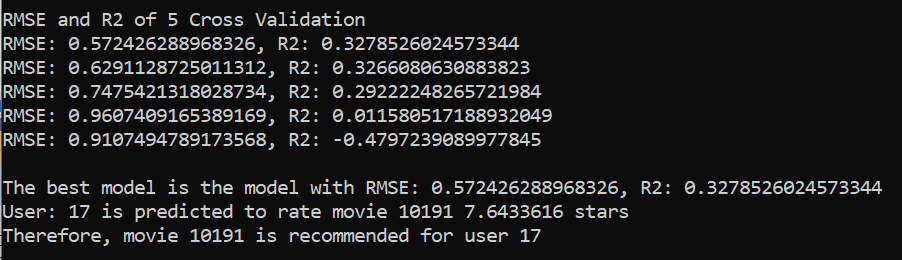 RMSE and R2 of 5 Cross Validation
RMSE: 0.572426288968326, R2: 0.3278526024573344
RMSE: 0.6291128725011312, R2: 0.3266080630883823
RMSE: 0.7475421318028734, R2: 0.29222248265721984
RMSE: 0.9607409165389169, R2: 0.011580517188932049
RMSE: 0.9107494789173568, R2: -0.4797239089977845
The best model is the model with RMSE: 0.572426288968326, R2: 0.3278526024573344
User: 17 is predicted to rate movie 10191 7.6433616 stars
Therefore, movie 10191 is recommended for user 17